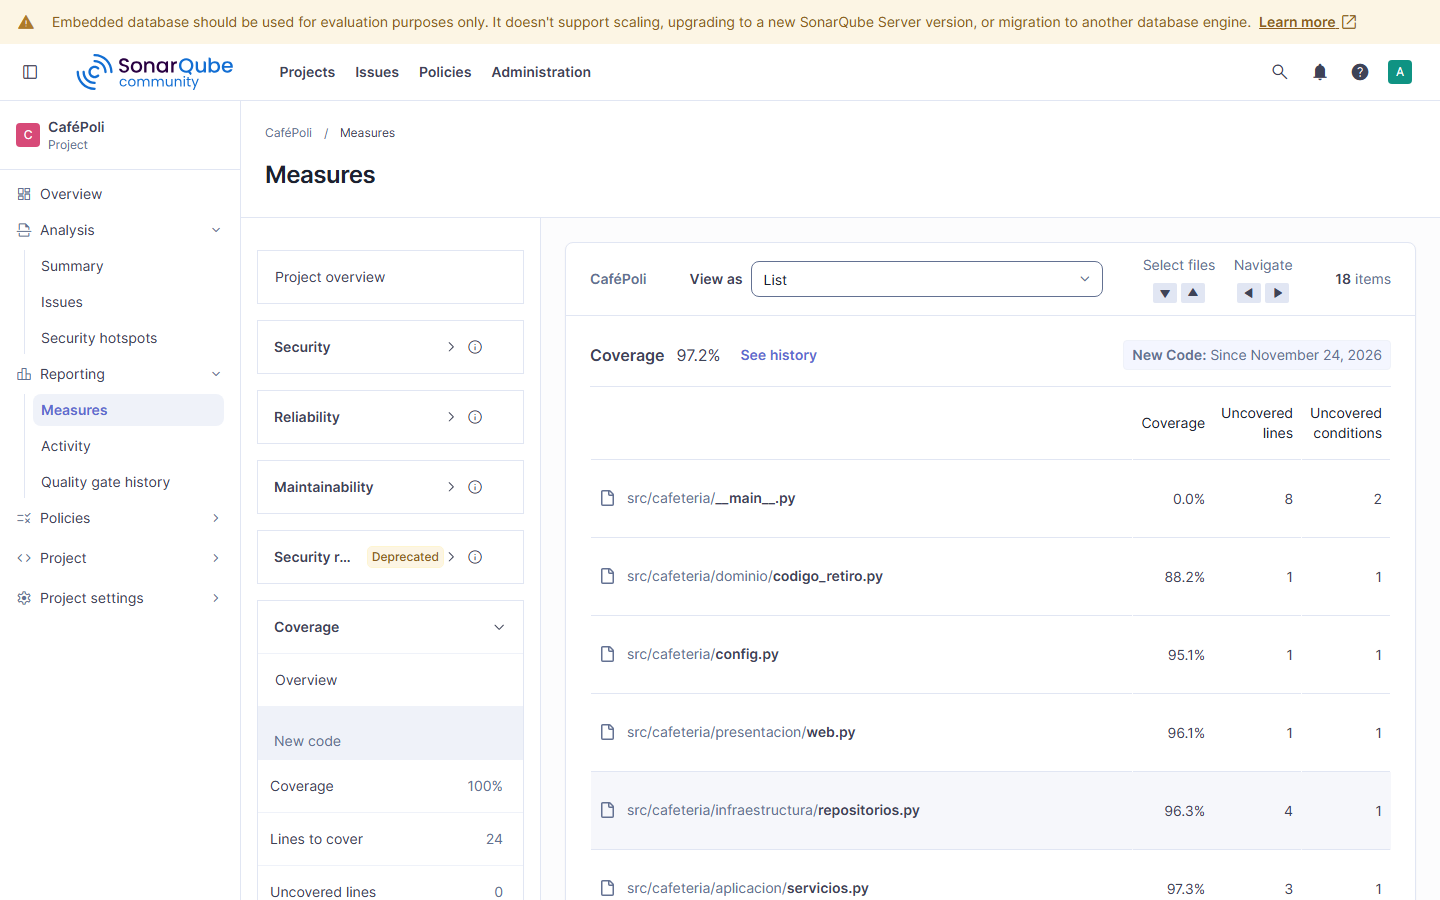 Embedded database should be used for evaluation purposes only. It doesn't support scaling, upgrading to a new SonarQube Server version, or migration to another database engine. Learn more
SonarQube community
Projects Issues Policies Administration
A
C CaféPoli
Project
Overview
Analysis
Summary
Issues
Security hotspots
Reporting
Measures
Activity
Quality gate history
Policies
Project
Project settings
CaféPoli / Measures
Measures
Project overview
Security
Reliability
Maintainability
Security r... Deprecated
Coverage
Overview
New code
Coverage 100%
Lines to cover 24
Uncovered lines 0
CaféPoli View as List Select files Navigate 18 items
Coverage 97.2% See history New Code: Since November 24, 2026
Coverage Uncovered lines Uncovered conditions
src/cafeteria/__main__.py 0.0% 8 2
src/cafeteria/dominio/codigo_retiro.py 88.2% 1 1
src/cafeteria/config.py 95.1% 1 1
src/cafeteria/presentacion/web.py 96.1% 1 1
src/cafeteria/infraestructura/repositorios.py 96.3% 4 1
src/cafeteria/aplicacion/servicios.py 97.3% 3 1